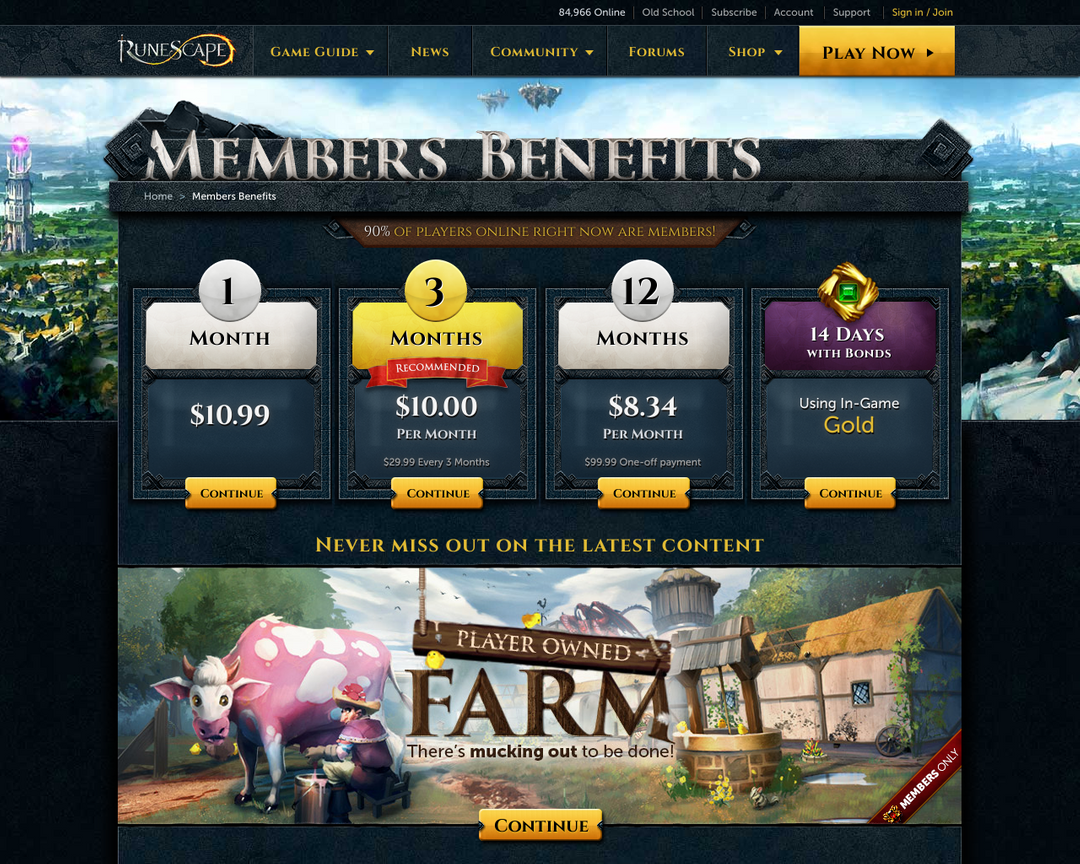 84,966 Online | Old School | Subscribe | Account | Support | Sign in / Join
RuneScape
Game Guide
News
Community
Forums
Shop
Play Now
Members Benefits
Home > Members Benefits
90% OF PLAYERS ONLINE RIGHT NOW ARE MEMBERS!
1
Month
$10.99
Continue
3
Months
Recommended
$10.00
Per Month
$29.99 Every 3 Months
Continue
12
Months
$8.34
Per Month
$99.99 One-off payment
Continue
14 Days
with Bonds
Using In-Game
Gold
Continue
Never miss out on the latest content
PLAYER OWNED
FARM
There's mucking out to be done!
MEMBERS ONLY
Continue